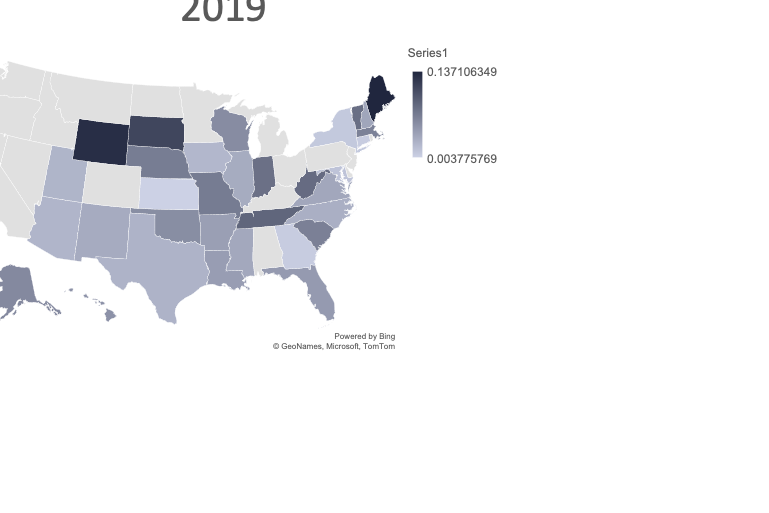 2019
Series1
0.137106349
0.003775769
Powered by Bing
© GeoNames, Microsoft, TomTom